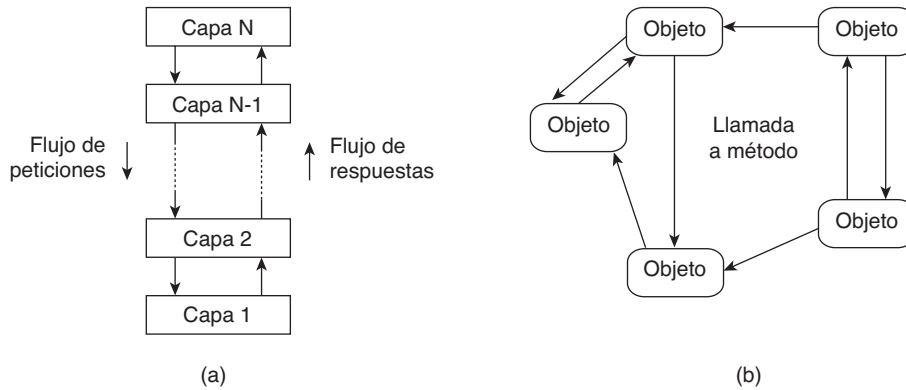 Capa N
Capa N-1
Flujo de
peticiones
Flujo de
respuestas
Capa 2
Capa 1
(a)
Objeto
Objeto
Objeto
Llamada
a método
Objeto
Objeto
(b)